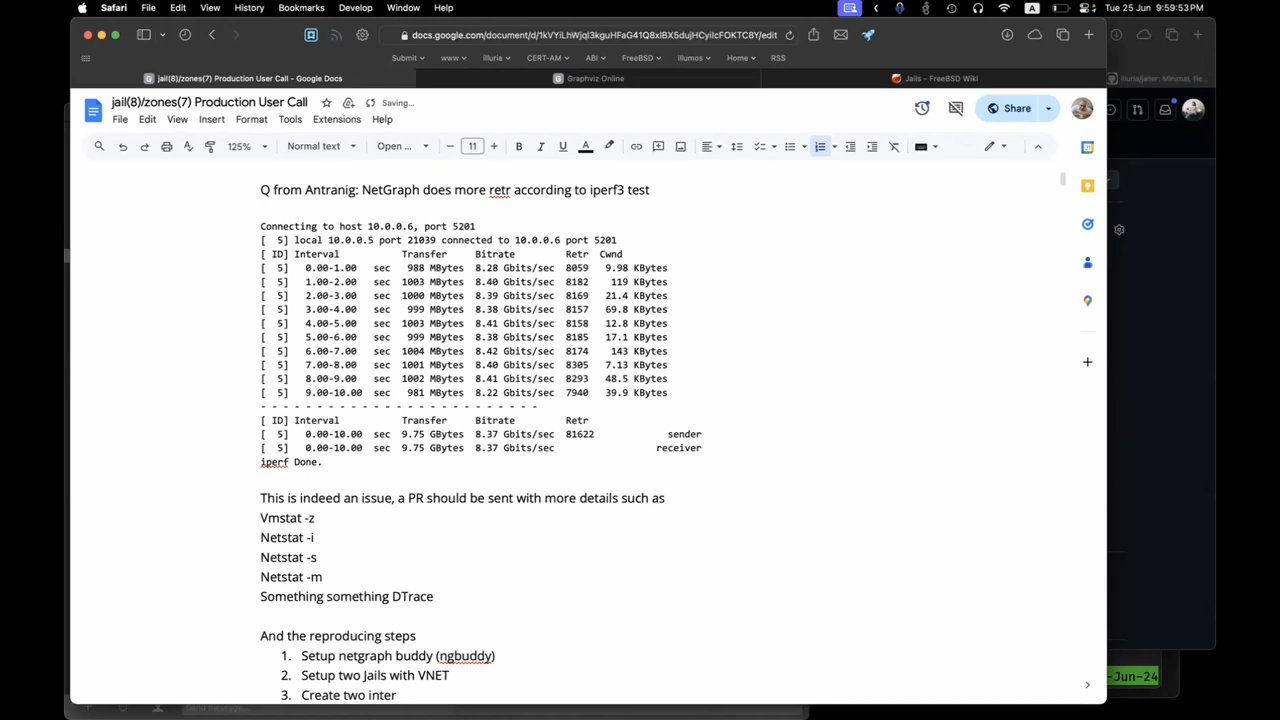 Safari File Edit View History Bookmarks Develop Window Help
A
Tue 25 Jun 9:59:53 PM
docs.google.com/document/d/1kVYiLhWjql3kguHFaG41Q8xlBX5dujHCyiIcFOKTC8Y/edit
Submit www illuria CERT-AM ABI FreeBSD illumos Home RSS
jail(8)/zones(7) Production User Call - Google Docs
Graphviz Online
Jails - FreeBSD Wiki
jail(8)/zones(7) Production User Call
Saving...
Share
File Edit View Insert Format Tools Extensions Help
125% Normal text Open ... 11 B I U A
Q from Antranig: NetGraph does more retr according to iperf3 test
Connecting to host 10.0.0.6, port 5201
[ 5] local 10.0.0.5 port 21039 connected to 10.0.0.6 port 5201
[ ID] Interval Transfer Bitrate Retr Cwnd
[ 5] 0.00-1.00 sec 988 MBytes 8.28 Gbits/sec 8059 9.98 KBytes
[ 5] 1.00-2.00 sec 1003 MBytes 8.40 Gbits/sec 8182 119 KBytes
[ 5] 2.00-3.00 sec 1000 MBytes 8.39 Gbits/sec 8169 21.4 KBytes
[ 5] 3.00-4.00 sec 999 MBytes 8.38 Gbits/sec 8157 69.8 KBytes
[ 5] 4.00-5.00 sec 1003 MBytes 8.41 Gbits/sec 8158 12.8 KBytes
[ 5] 5.00-6.00 sec 999 MBytes 8.38 Gbits/sec 8185 17.1 KBytes
[ 5] 6.00-7.00 sec 1004 MBytes 8.42 Gbits/sec 8174 143 KBytes
[ 5] 7.00-8.00 sec 1001 MBytes 8.40 Gbits/sec 8305 7.13 KBytes
[ 5] 8.00-9.00 sec 1002 MBytes 8.41 Gbits/sec 8293 48.5 KBytes
[ 5] 9.00-10.00 sec 981 MBytes 8.22 Gbits/sec 7940 39.9 KBytes
- - - - - - - - - - - - - - - - - - - - - - - - -
[ ID] Interval Transfer Bitrate Retr
[ 5] 0.00-10.00 sec 9.75 GBytes 8.37 Gbits/sec 81622 sender
[ 5] 0.00-10.00 sec 9.75 GBytes 8.37 Gbits/sec receiver
iperf Done.
This is indeed an issue, a PR should be sent with more details such as
Vmstat -z
Netstat -i
Netstat -s
Netstat -m
Something something DTrace
And the reproducing steps
1. Setup netgraph buddy (ngbuddy)
2. Setup two Jails with VNET
3. Create two inter
-Jun-24